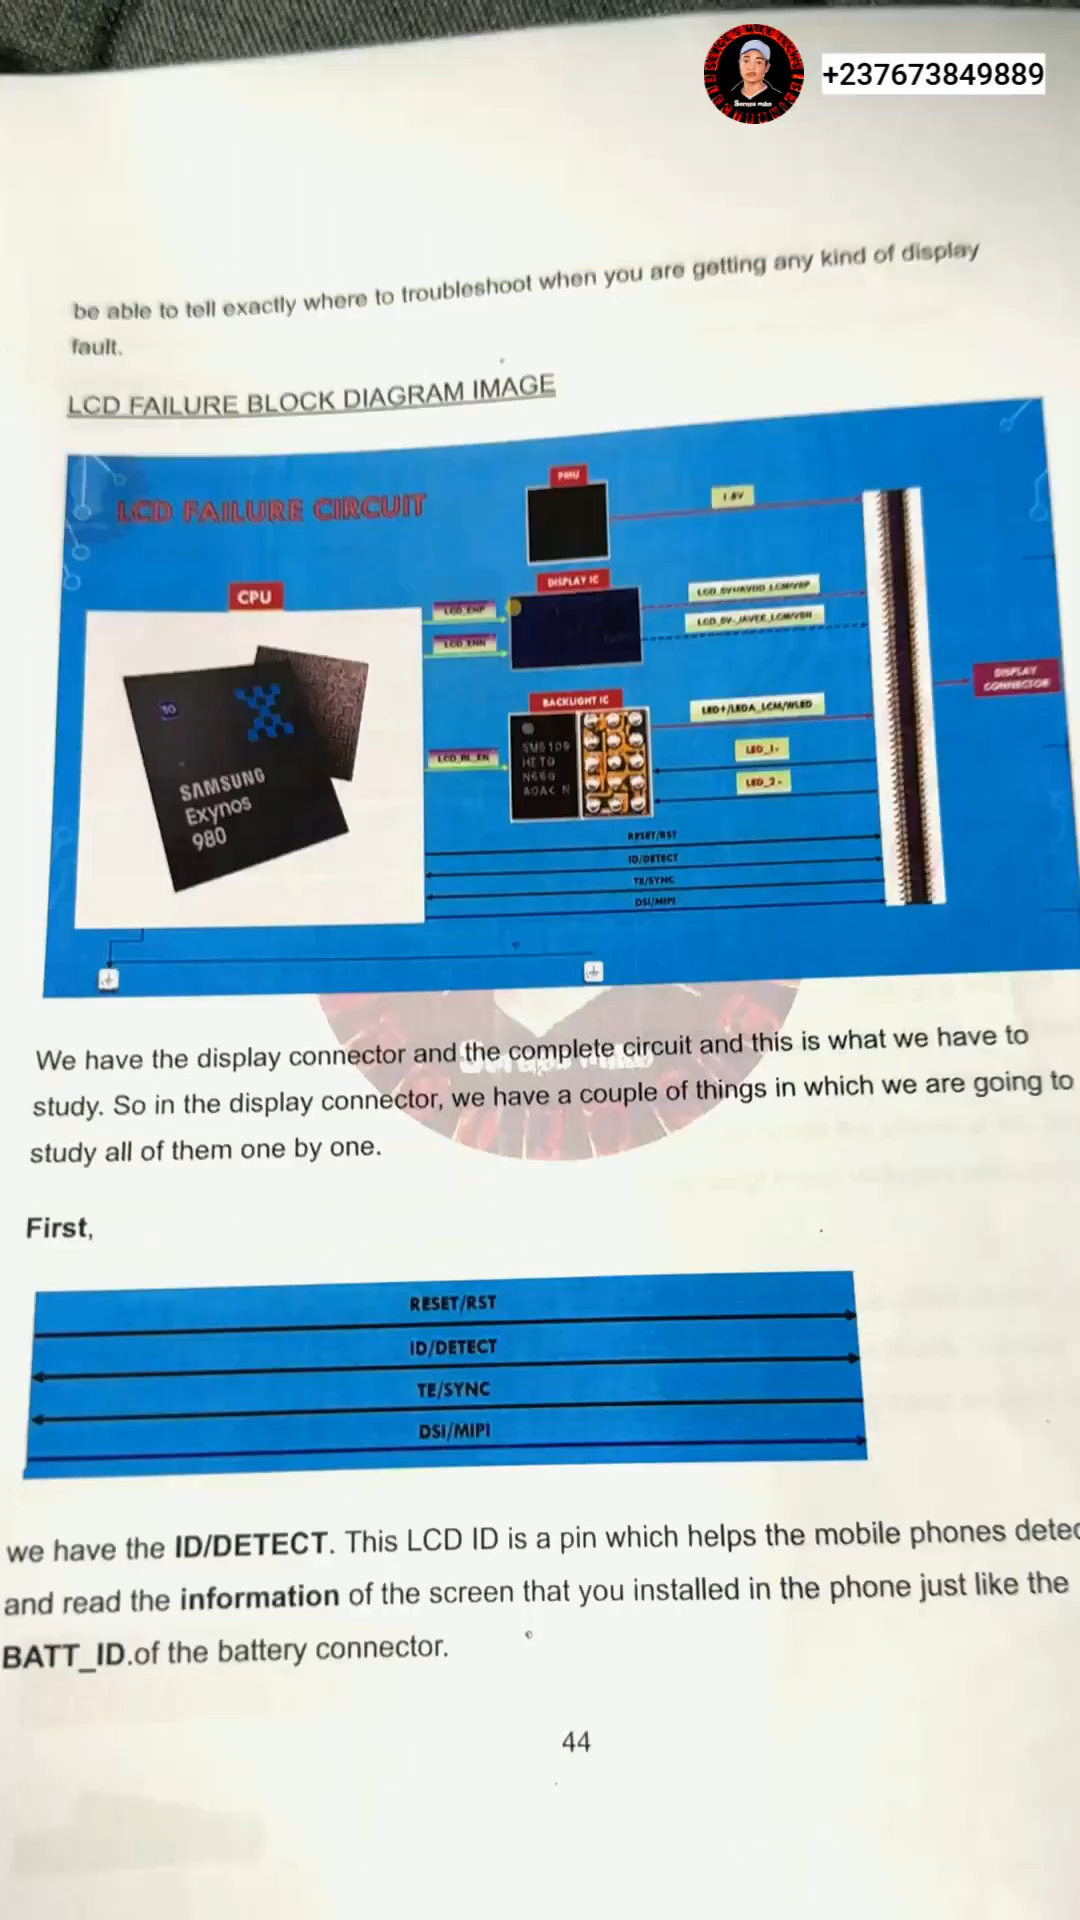 +237673849889
be able to tell exactly where to troubleshoot when you are getting any kind of display
fault.
LCD FAILURE BLOCK DIAGRAM IMAGE
LCD FAILURE CIRCUIT
PMU
1.8V
CPU
DISPLAY IC
LCD_ENP
LCD_ENN
BACKLIGHT IC
LED+/LEDA_LCM/WLED
DISPLAY
CONNECTOR
LCD_BL_EN
LED_1-
LED_2-
SAMSUNG
Exynos
980
RESET/RST
ID/DETECT
TE/SYNC
DSI/MIPI
We have the display connector and the complete circuit and this is what we have to
study. So in the display connector, we have a couple of things in which we are going to
study all of them one by one.
First,
RESET/RST
ID/DETECT
TE/SYNC
DSI/MIPI
we have the ID/DETECT. This LCD ID is a pin which helps the mobile phones detec
and read the information of the screen that you installed in the phone just like the
BATT_ID.of the battery connector.
44